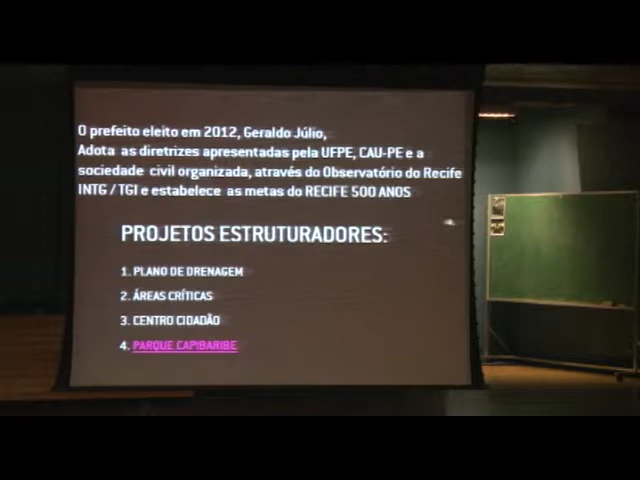 O prefeito eleito em 2012, Geraldo Júlio,
Adota as diretrizes apresentadas pela UFPE, CAU-PE e a
sociedade civil organizada, através do Observatório do Recife
INTG / TGI e estabelece as metas do RECIFE 500 ANOS
PROJETOS ESTRUTURADORES:
1. PLANO DE DRENAGEM
2. ÁREAS CRÍTICAS
3. CENTRO CIDADÃO
4. PARQUE CAPIBARIBE